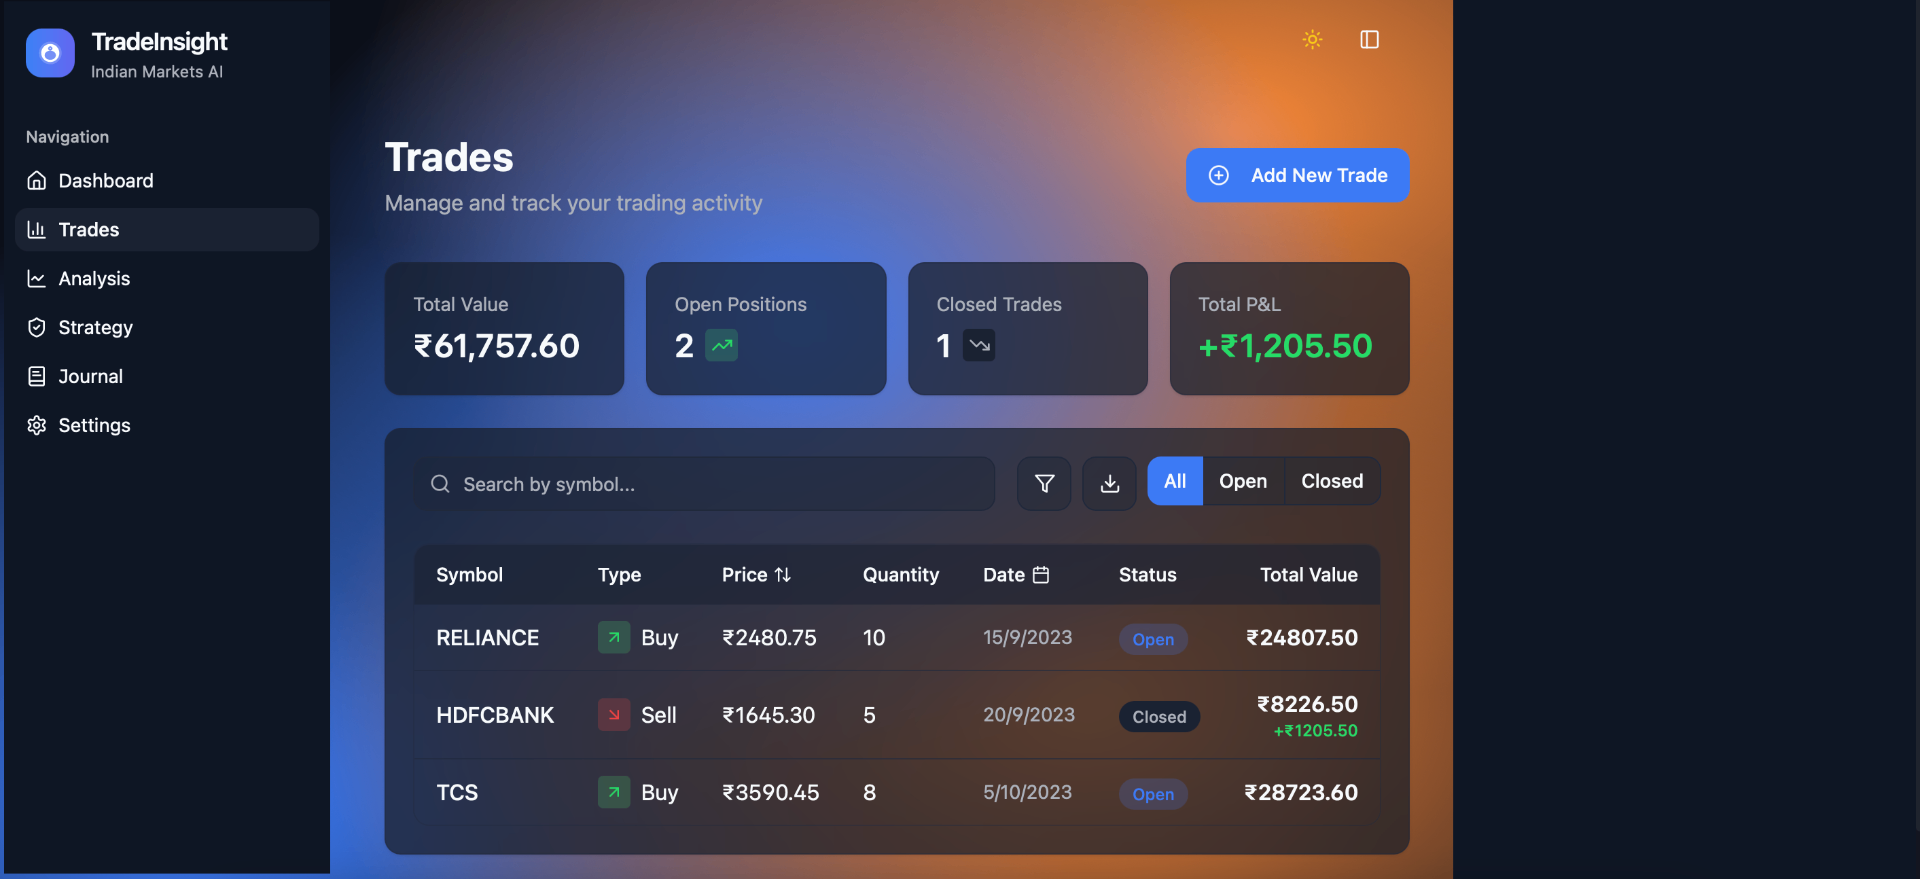 TradeInsight
Indian Markets AI
Navigation
Dashboard
Trades
Analysis
Strategy
Journal
Settings
Trades
Manage and track your trading activity
Add New Trade
Total Value
₹61,757.60
Open Positions
2
Closed Trades
1
Total P&L
+₹1,205.50
Search by symbol...
All Open Closed
Symbol Type Price Quantity Date Status Total Value
RELIANCE Buy ₹2480.75 10 15/9/2023 Open ₹24807.50
HDFCBANK Sell ₹1645.30 5 20/9/2023 Closed ₹8226.50
+₹1205.50
TCS Buy ₹3590.45 8 5/10/2023 Open ₹28723.60